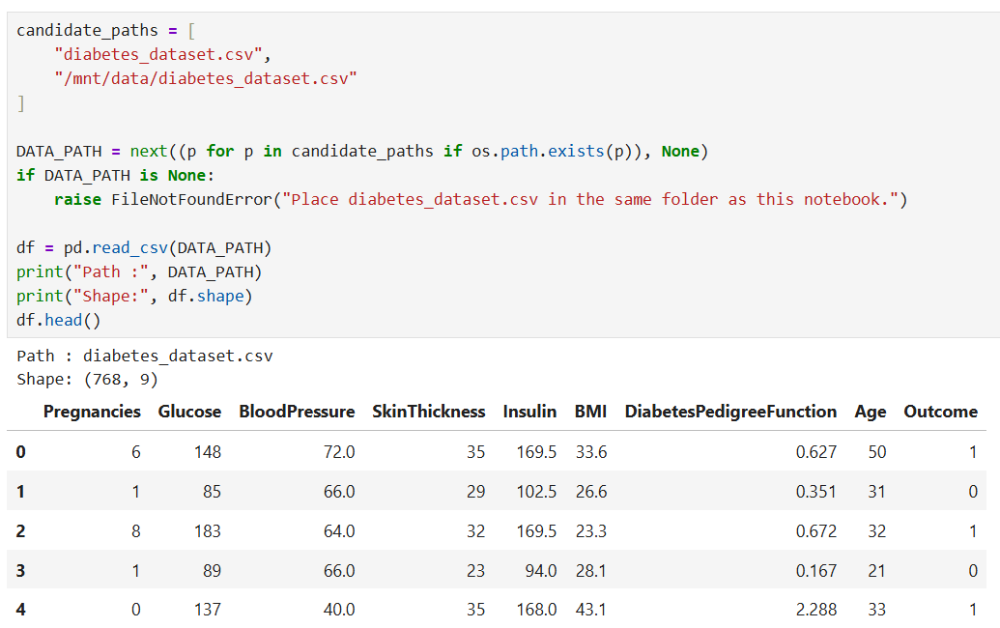 candidate_paths = [
    "diabetes_dataset.csv",
    "/mnt/data/diabetes_dataset.csv"
]
DATA_PATH = next((p for p in candidate_paths if os.path.exists(p)), None)
if DATA_PATH is None:
    raise FileNotFoundError("Place diabetes_dataset.csv in the same folder as this notebook.")
df = pd.read_csv(DATA_PATH)
print("Path :", DATA_PATH)
print("Shape:", df.shape)
df.head()
Path : diabetes_dataset.csv
Shape: (768, 9)
Pregnancies Glucose BloodPressure SkinThickness Insulin BMI DiabetesPedigreeFunction Age Outcome
0 6 148 72.0 35 169.5 33.6 0.627 50 1
1 1 85 66.0 29 102.5 26.6 0.351 31 0
2 8 183 64.0 32 169.5 23.3 0.672 32 1
3 1 89 66.0 23 94.0 28.1 0.167 21 0
4 0 137 40.0 35 168.0 43.1 2.288 33 1